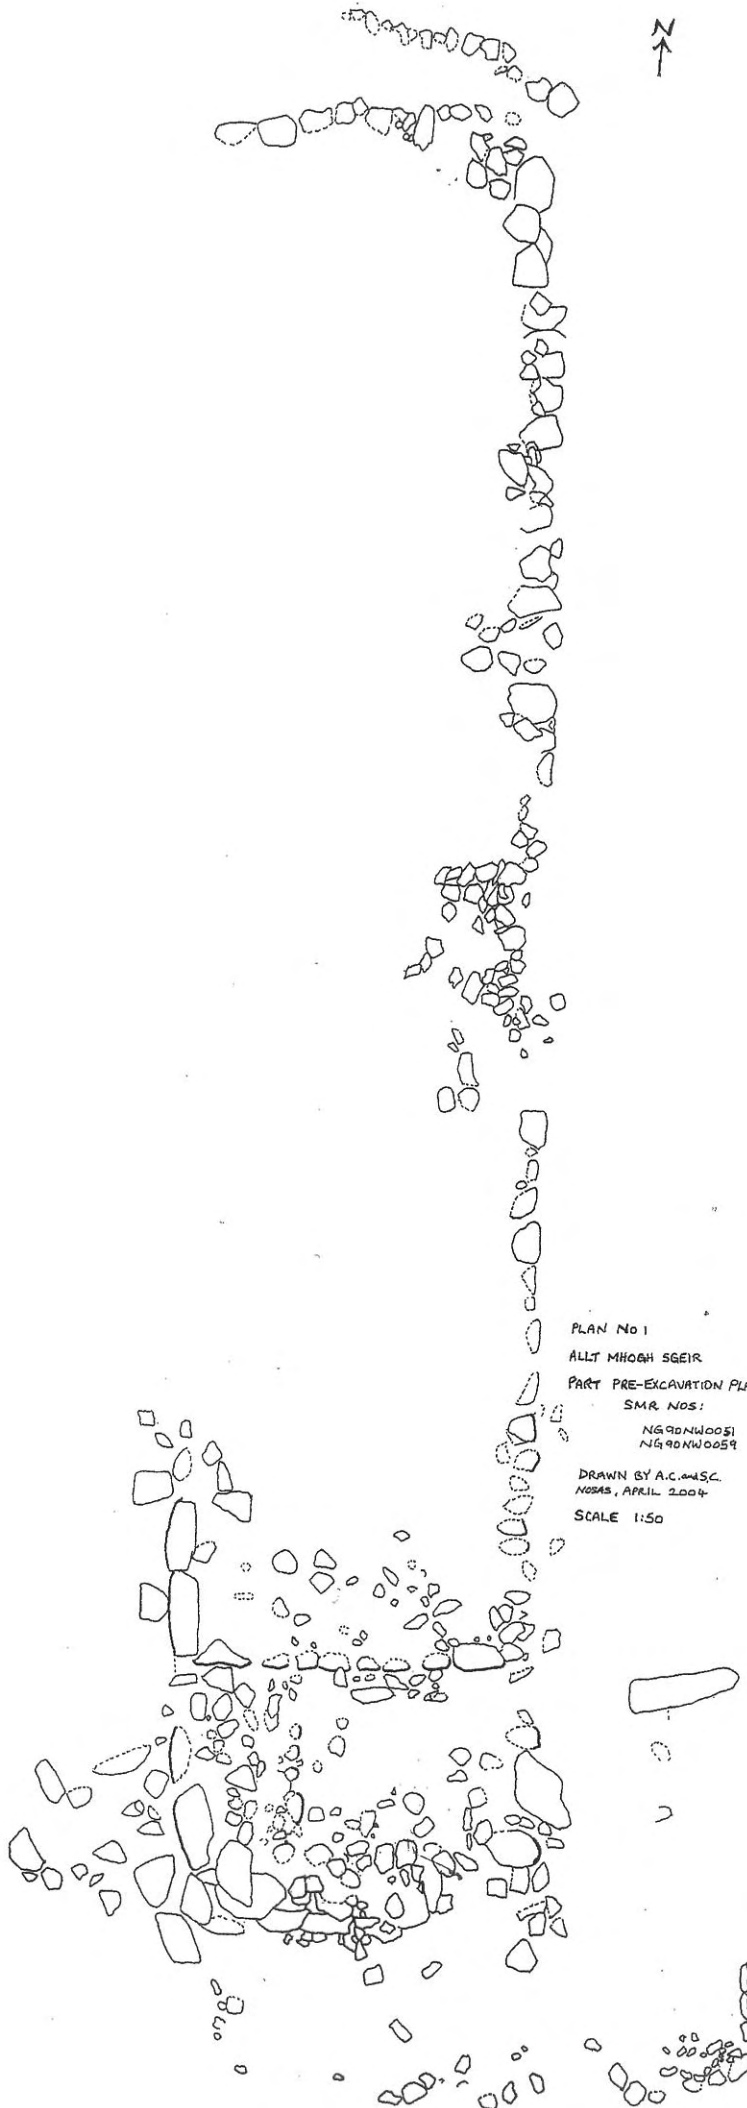 N
PLAN No 1
ALLT MHOGH SGEIR
PART PRE-EXCAVATION PLA
SMR NOS:
NG90NW0051
NG90NW0059
DRAWN BY A.C. and S.C.
NOSAS, APRIL 2004
SCALE 1:50